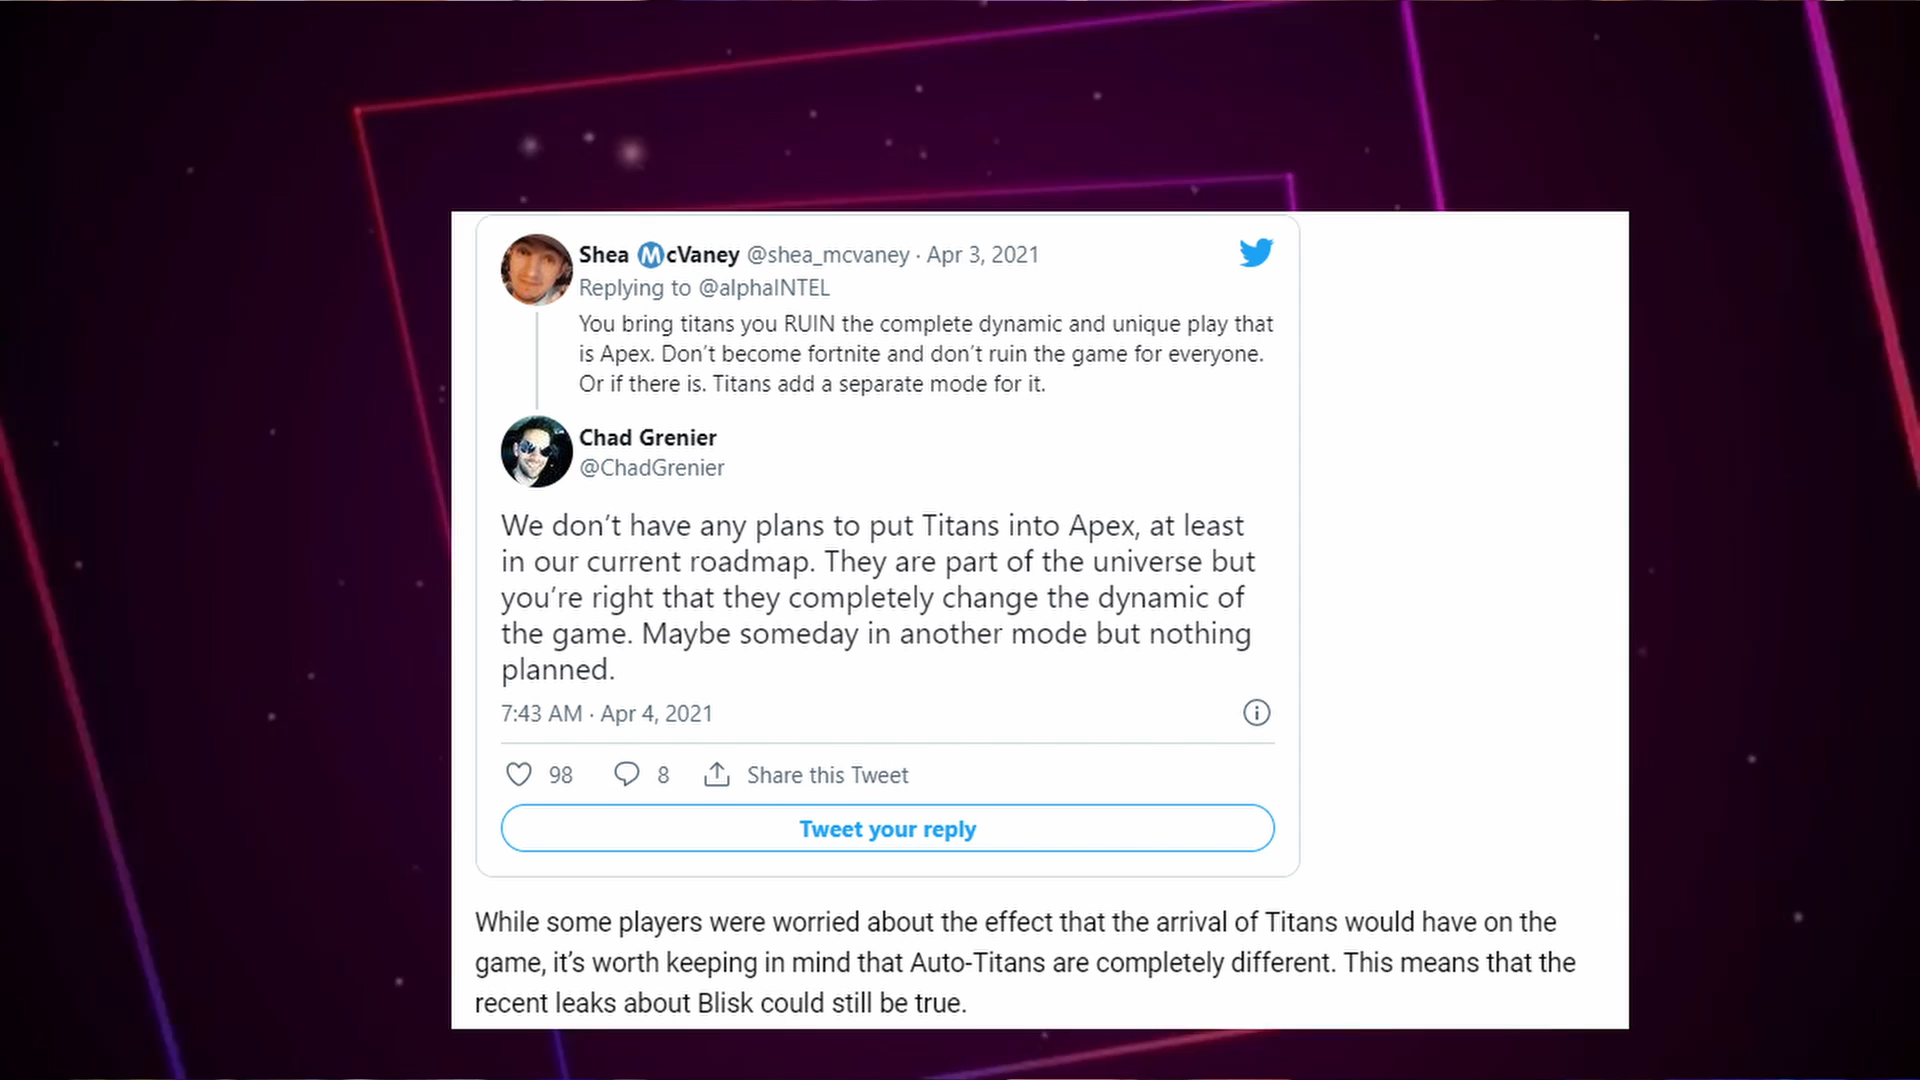 Shea McVaney @shea_mcvaney · Apr 3, 2021
Replying to @alphaINTEL
You bring titans you RUIN the complete dynamic and unique play that
is Apex. Don’t become fortnite and don’t ruin the game for everyone.
Or if there is. Titans add a separate mode for it.
Chad Grenier
@ChadGrenier
We don’t have any plans to put Titans into Apex, at least
in our current roadmap. They are part of the universe but
you’re right that they completely change the dynamic of
the game. Maybe someday in another mode but nothing
planned.
7:43 AM · Apr 4, 2021
98 8 Share this Tweet
Tweet your reply
While some players were worried about the effect that the arrival of Titans would have on the
game, it’s worth keeping in mind that Auto-Titans are completely different. This means that the
recent leaks about Blisk could still be true.